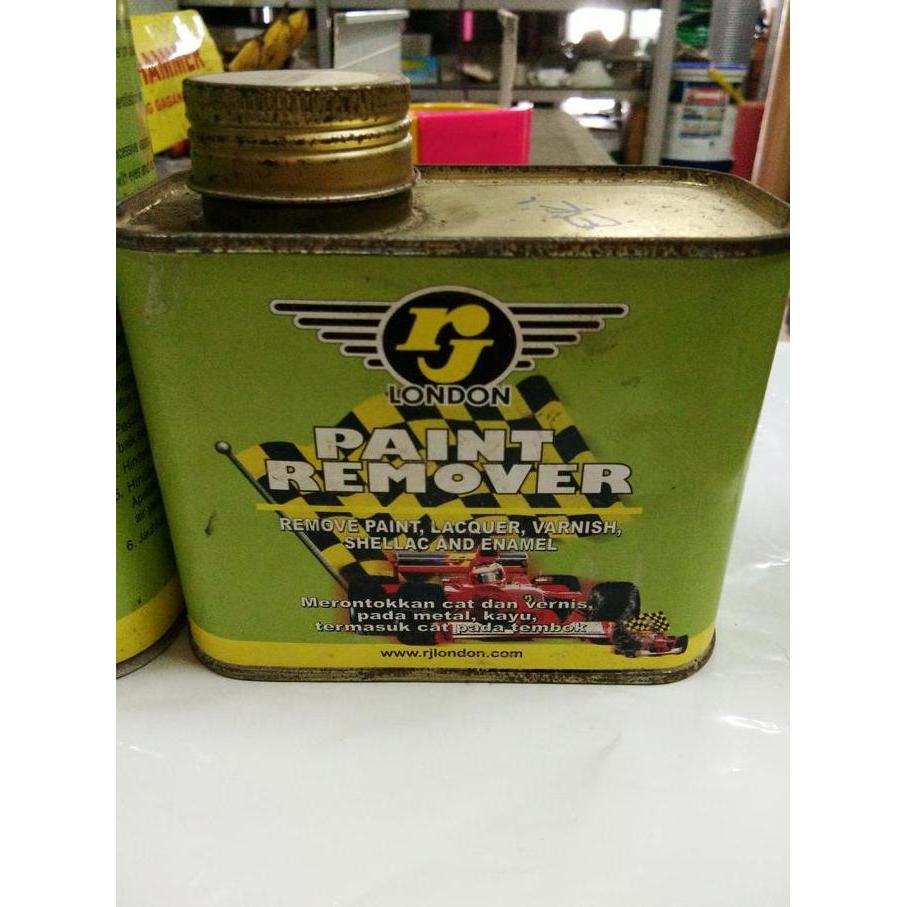 rj
LONDON
PAINT
REMOVER
REMOVE PAINT, LACQUER, VARNISH,
SHELLAC AND ENAMEL
Merontokkan cat dan vernis,
pada metal, kayu,
termasuk cat pada tembok
www.rjlondon.com